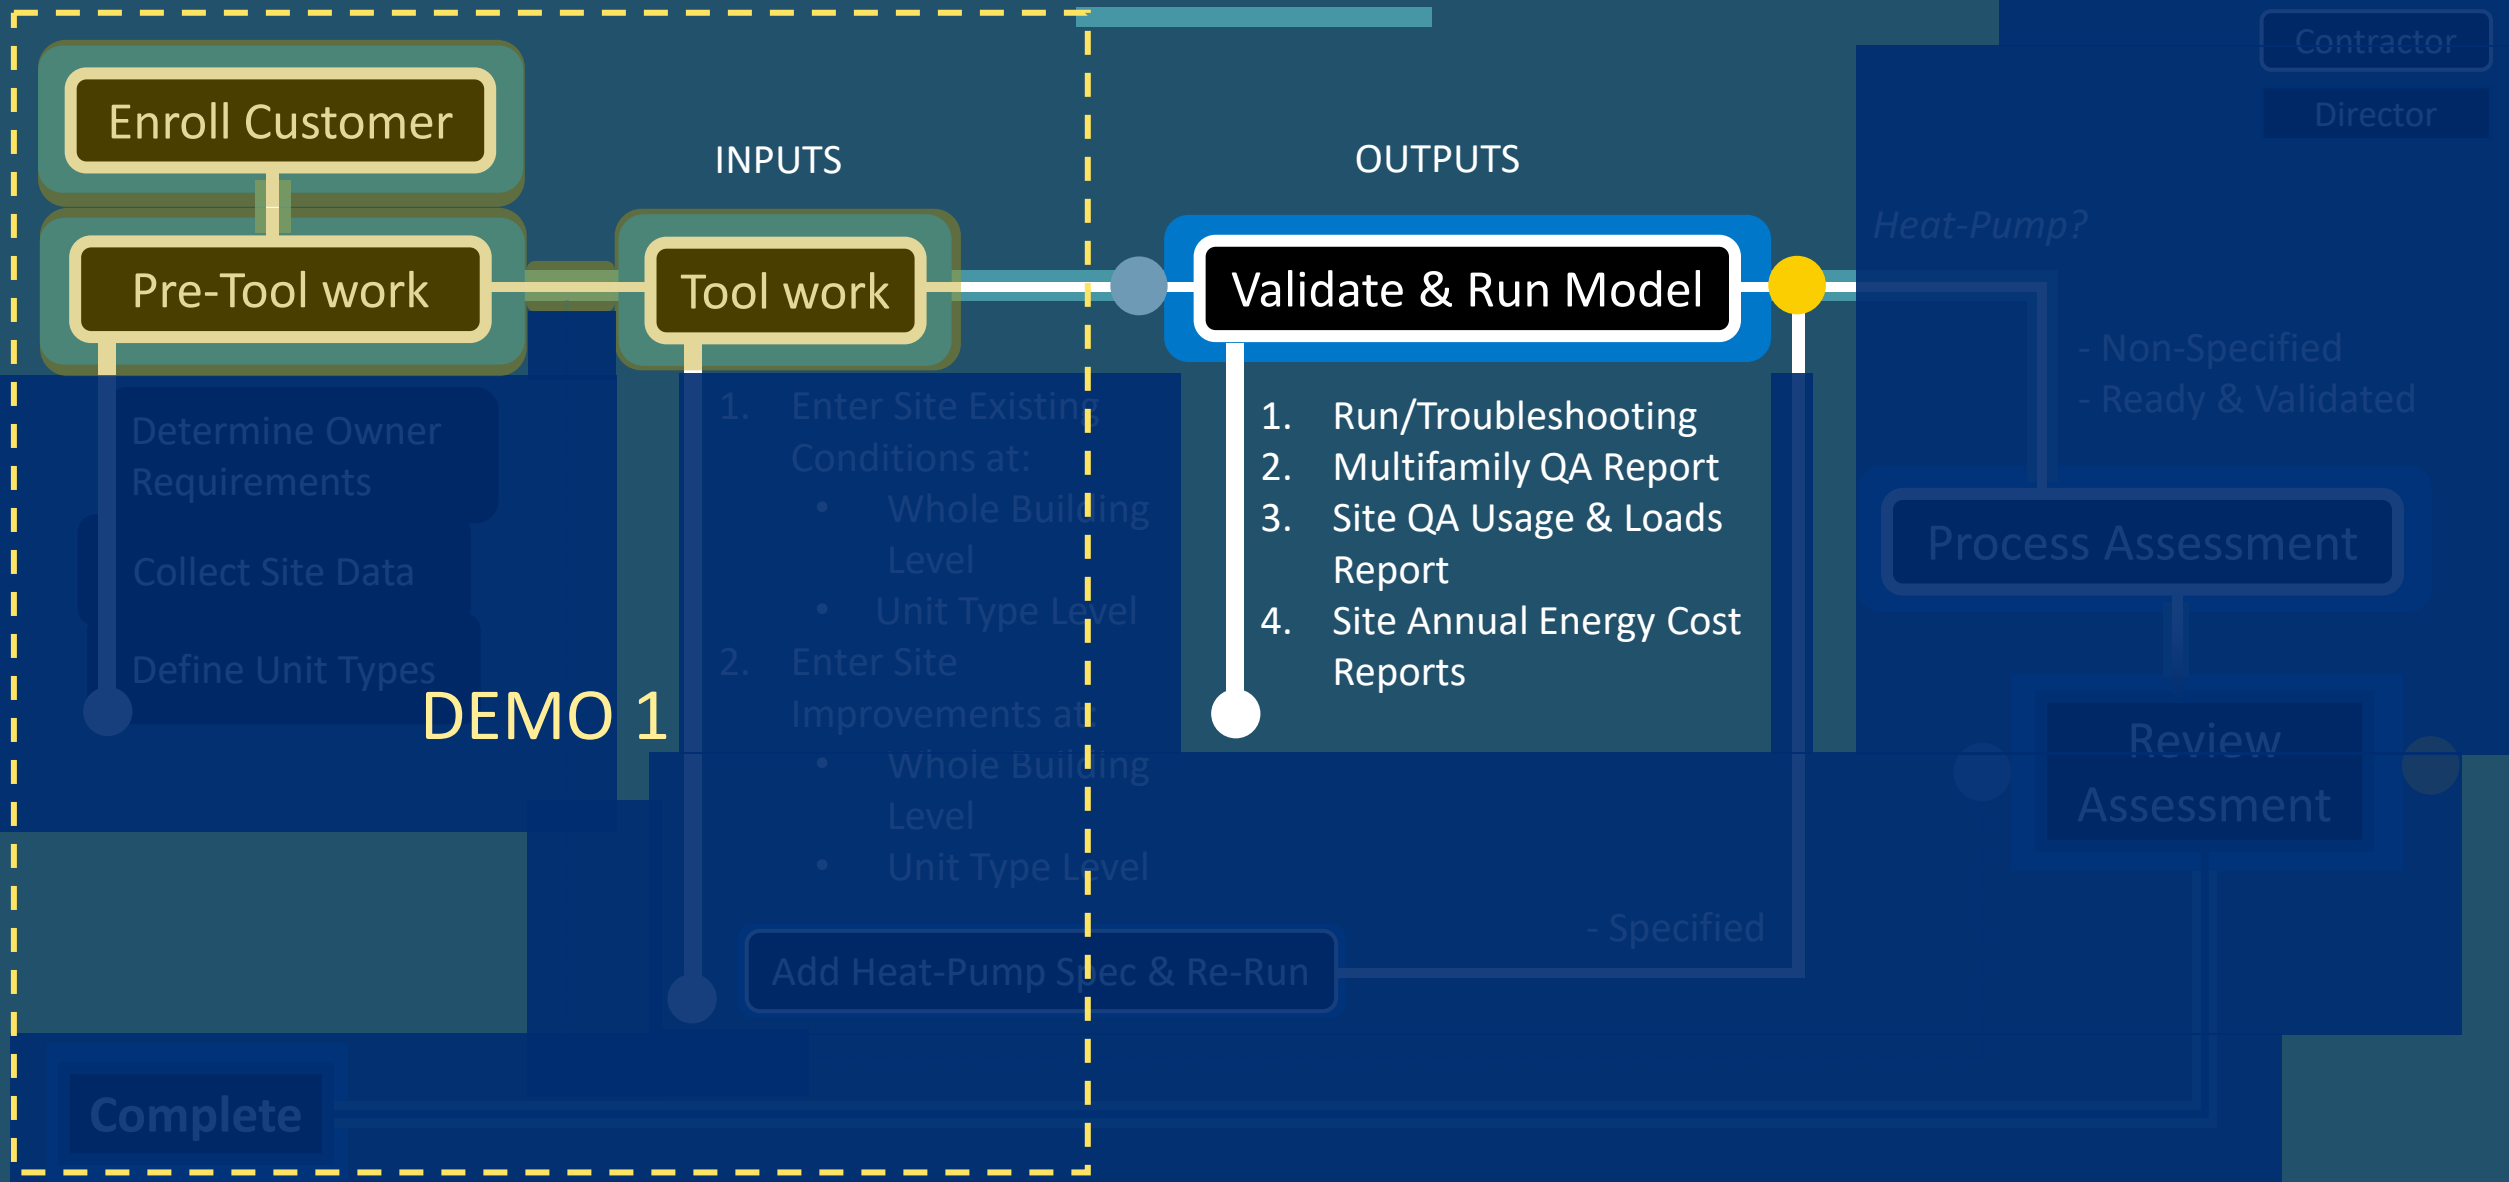 Contractor
Director
Enroll Customer
INPUTS
OUTPUTS
Pre-Tool work
Tool work
Validate & Run Model
Heat-Pump?
- Non-Specified
- Ready & Validated
Determine Owner
Requirements
Collect Site Data
Define Unit Types
DEMO 1
1. Enter Site Existing
Conditions at:
• Whole Building
Level
• Unit Type Level
2. Enter Site
Improvements at:
• Whole Building
Level
• Unit Type Level
1. Run/Troubleshooting
2. Multifamily QA Report
3. Site QA Usage & Loads
Report
4. Site Annual Energy Cost
Reports
Process Assessment
Review
Assessment
- Specified
Add Heat-Pump Spec & Re-Run
Complete